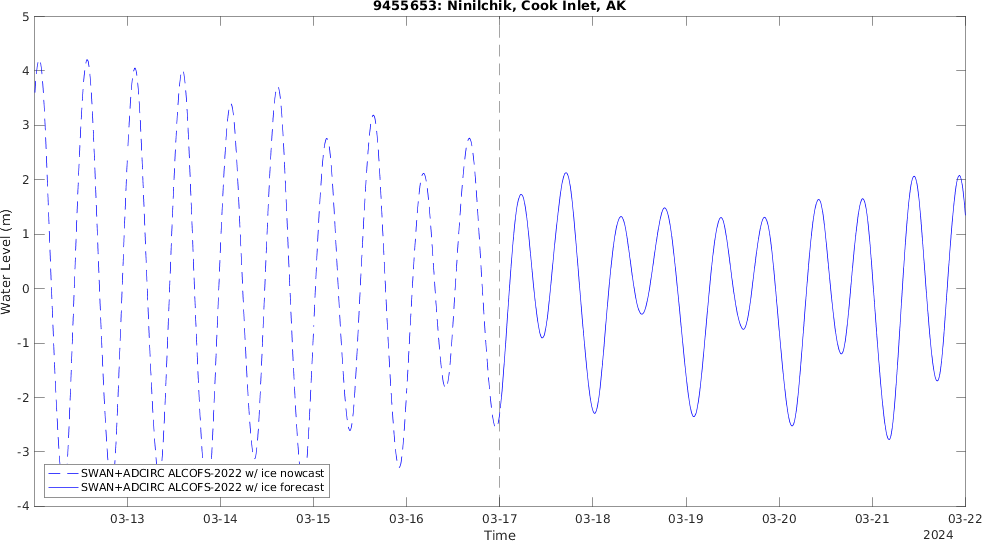 9455653: Ninilchik, Cook Inlet, AK
5
4
3
2
1
0
-1
-2
-3
-4
Water Level (m)
SWAN+ADCIRC ALCOFS-2022 w/ ice nowcast
SWAN+ADCIRC ALCOFS-2022 w/ ice forecast
03-13 03-14 03-15 03-16 03-17 03-18 03-19 03-20 03-21 03-22
Time
2024